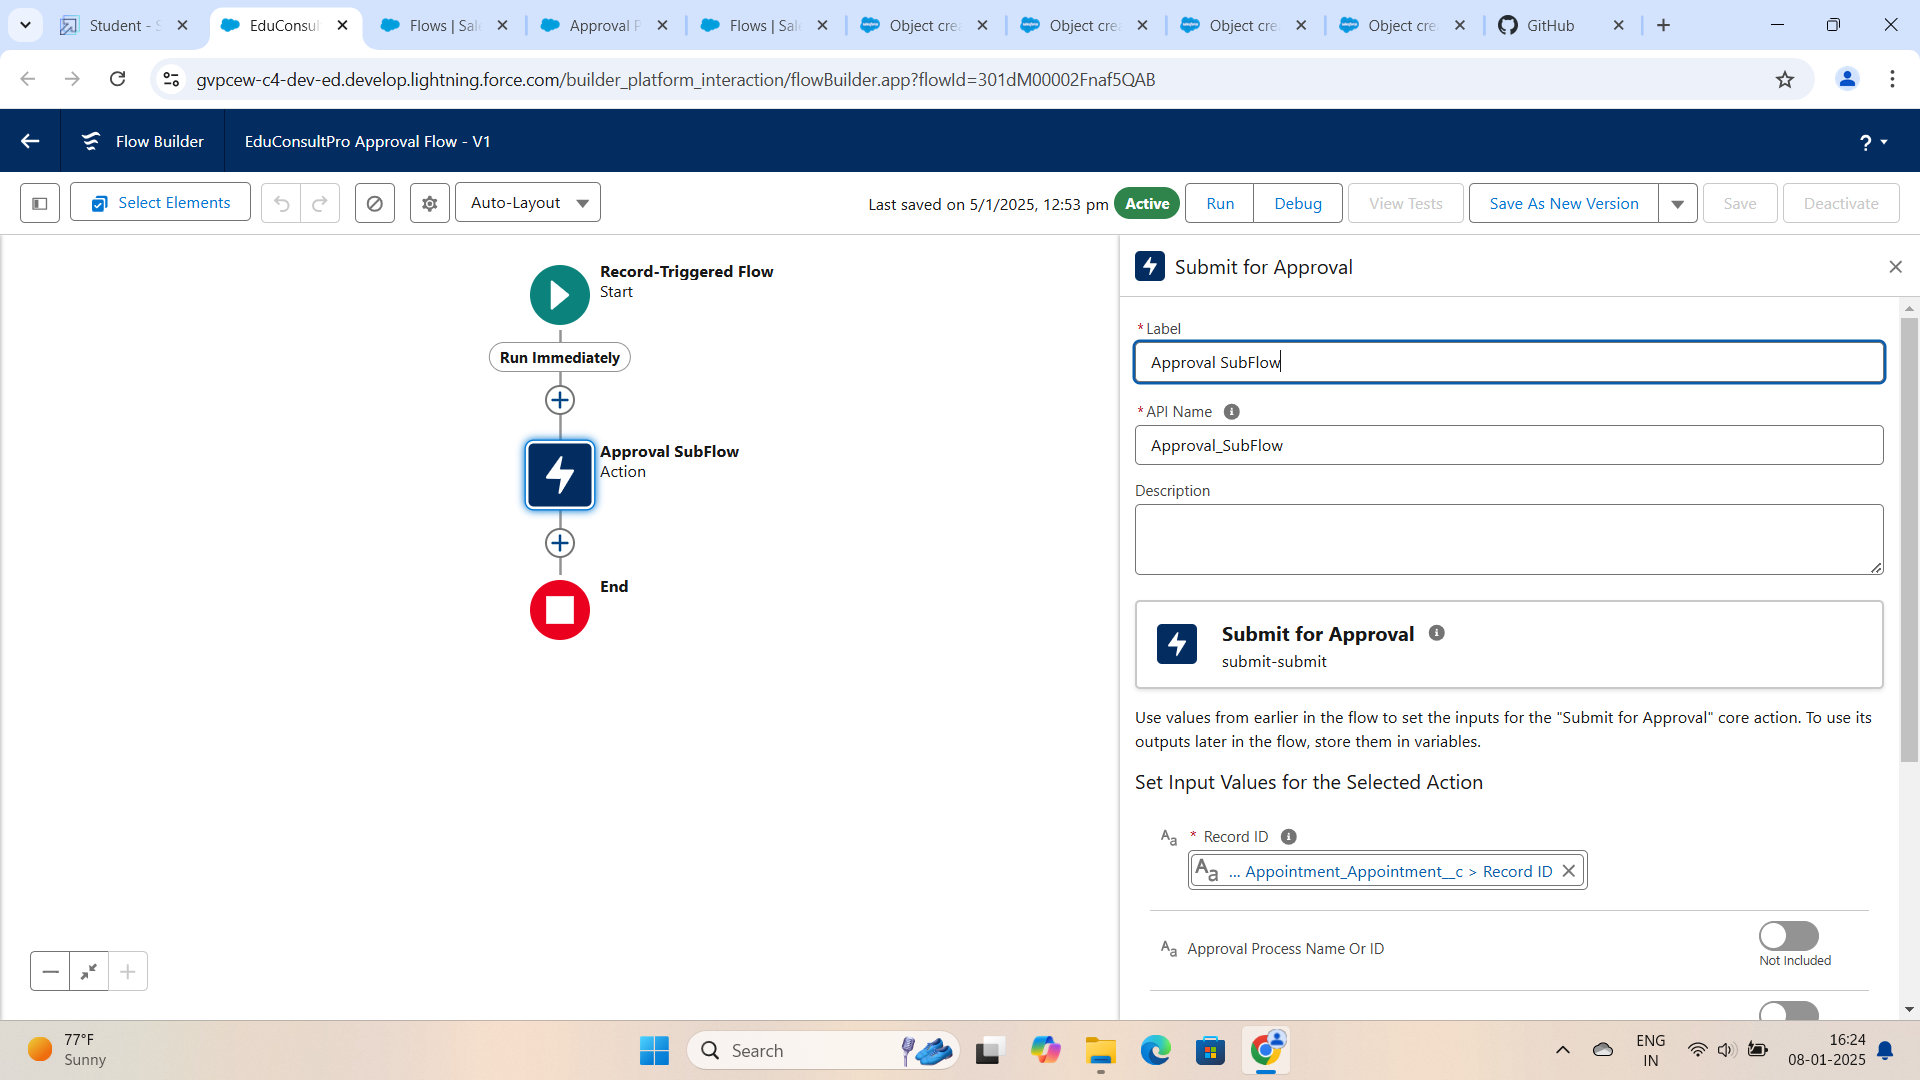 Student - S
EduConsult
Flows | Sal
Approval P
Flows | Sal
Object cre
Object cre
Object cre
Object cre
GitHub
gvpcew-c4-dev-ed.develop.lightning.force.com/builder_platform_interaction/flowBuilder.app?flowId=301dM00002Fnaf5QAB
Flow Builder
EduConsultPro Approval Flow - V1
?
Select Elements
Auto-Layout
Last saved on 5/1/2025, 12:53 pm
Active
Run
Debug
View Tests
Save As New Version
Save
Deactivate
Record-Triggered Flow
Start
Run Immediately
Approval SubFlow
Action
End
Submit for Approval
* Label
Approval SubFlow
* API Name
Approval_SubFlow
Description
Submit for Approval
submit-submit
Use values from earlier in the flow to set the inputs for the "Submit for Approval" core action. To use its
outputs later in the flow, store them in variables.
Set Input Values for the Selected Action
Aa * Record ID
Aa ... Appointment_Appointment__c > Record ID
Aa Approval Process Name Or ID
Not Included
77°F
Sunny
Search
ENG
IN
16:24
08-01-2025